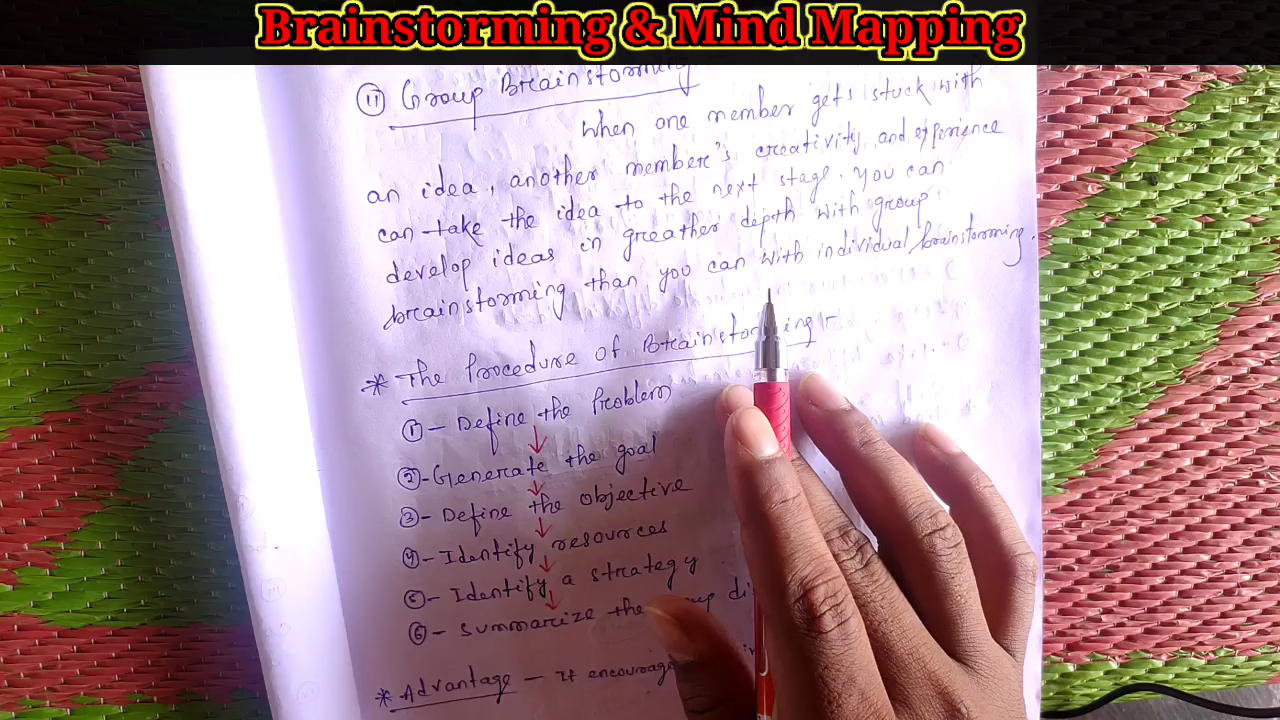 Brainstorming & Mind Mapping
(ii) Group Brainstorming
When one member gets stuck with
an idea, another member's creativity and experience
can take the idea to the next stage. You can
develop ideas in greather depth with group
brainstorming than you can with individual brainstorming.
* The Procedure of Brainstorming :-
① - Define the Problem
② - Generate the goal
③ - Define the objective
④ - Identify resources
⑤ - Identify a strategy
⑥ - Summarize the
* Advantage - It encourage